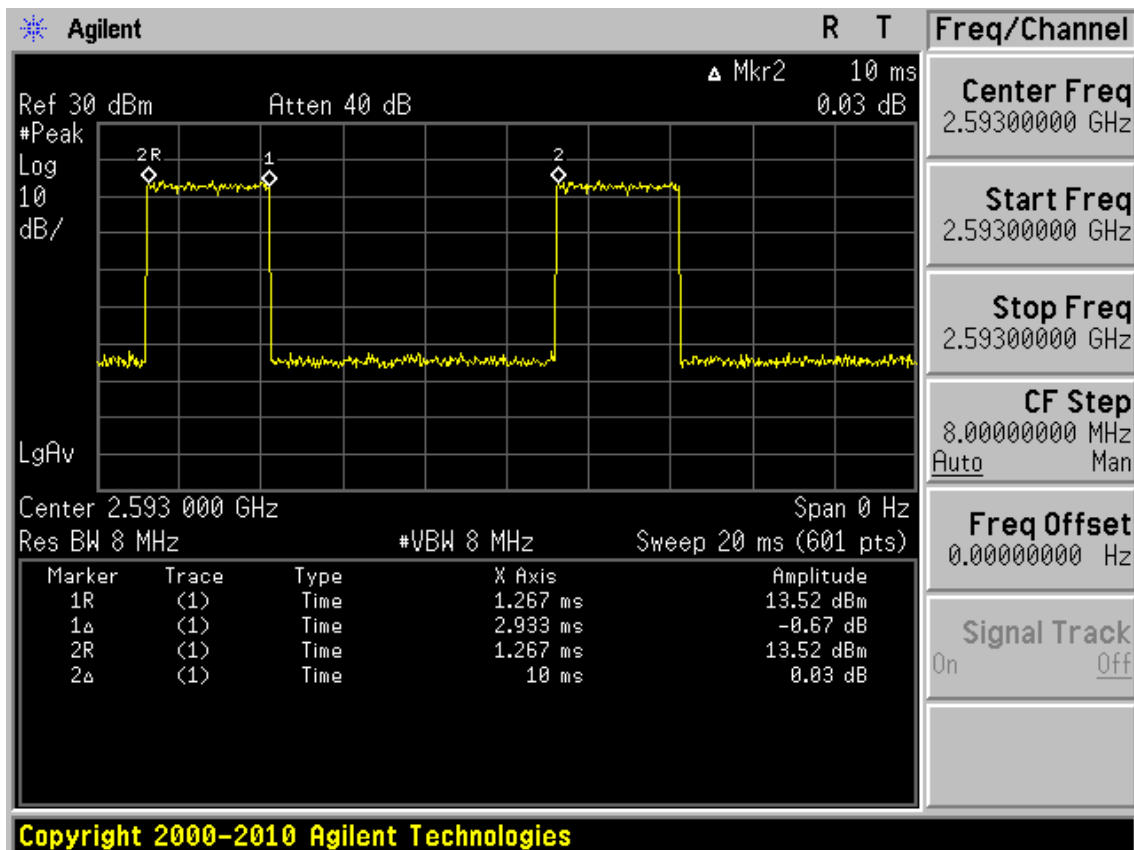 Agilent R T Freq/Channel
Δ Mkr2 10 ms
Ref 30 dBm Atten 40 dB 0.03 dB
#Peak
Log
10
dB/
2R 1 2
LgAv
Center 2.593 000 GHz Span 0 Hz
Res BW 8 MHz #VBW 8 MHz Sweep 20 ms (601 pts)
Marker Trace Type X Axis Amplitude
1R (1) Time 1.267 ms 13.52 dBm
1Δ (1) Time 2.933 ms -0.67 dB
2R (1) Time 1.267 ms 13.52 dBm
2Δ (1) Time 10 ms 0.03 dB
Center Freq
2.59300000 GHz
Start Freq
2.59300000 GHz
Stop Freq
2.59300000 GHz
CF Step
8.00000000 MHz
Auto Man
Freq Offset
0.00000000 Hz
Signal Track
On Off
Copyright 2000-2010 Agilent Technologies